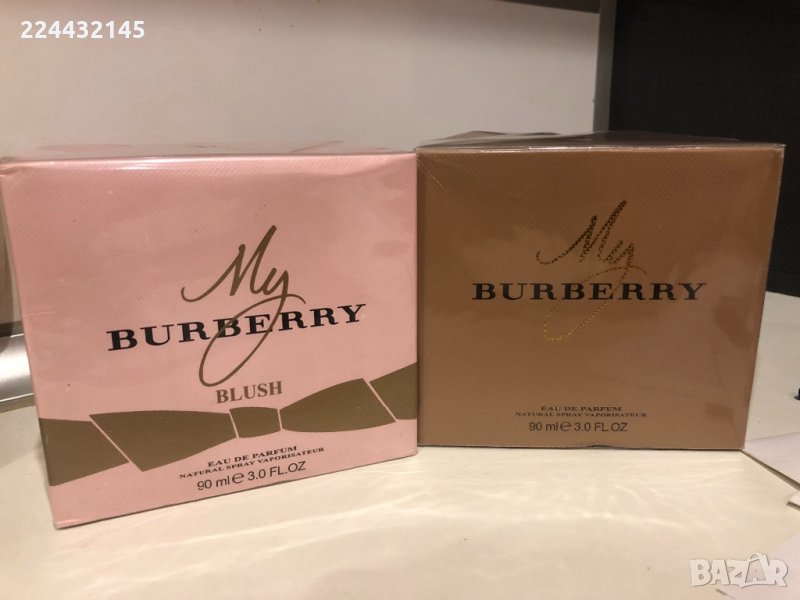 224432145
My
BURBERRY
BLUSH
EAU DE PARFUM
NATURAL SPRAY VAPORISATEUR
90 ml e 3.0 FL.OZ
My
BURBERRY
EAU DE PARFUM
NATURAL SPRAY VAPORISATEUR
90 ml e 3.0 FL.OZ
BAZAR